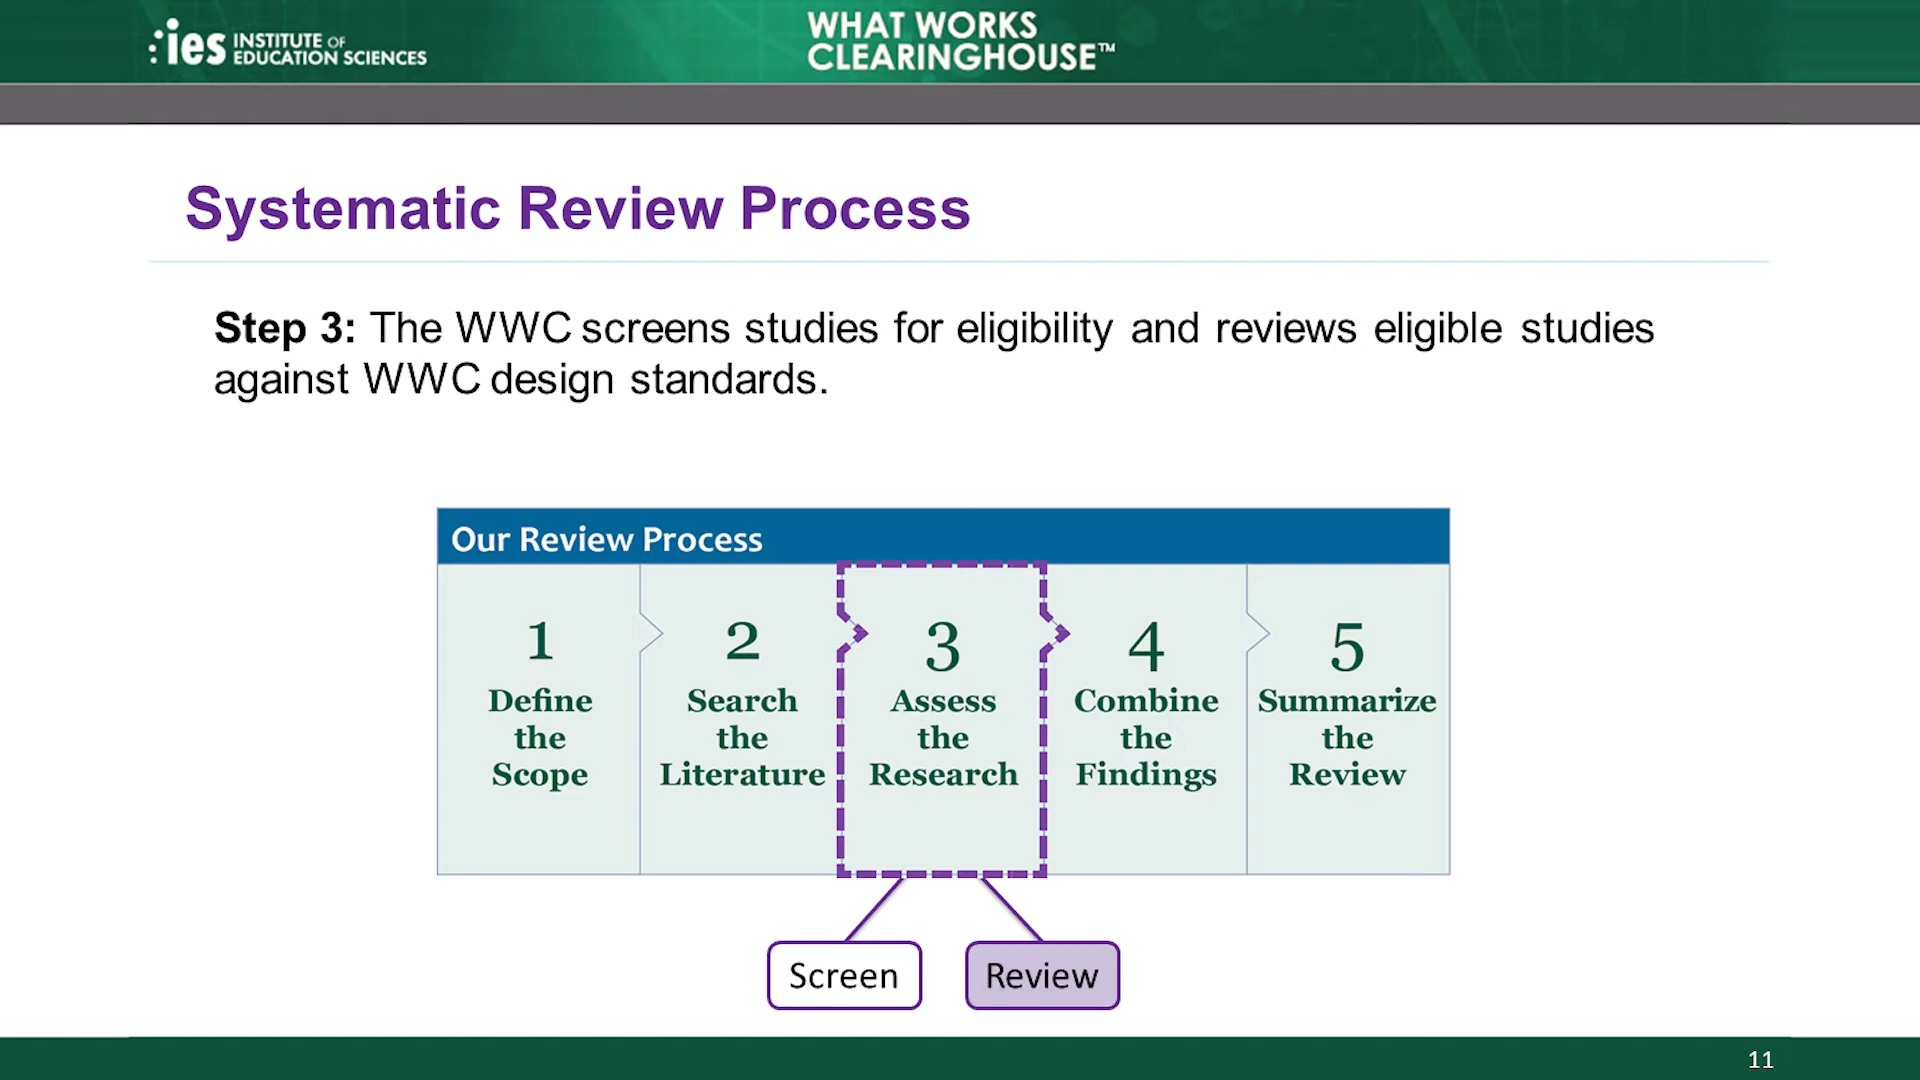 ies INSTITUTE OF
EDUCATION SCIENCES
WHAT WORKS
CLEARINGHOUSE™
Systematic Review Process
Step 3: The WWC screens studies for eligibility and reviews eligible studies
against WWC design standards.
Our Review Process
1
Define
the
Scope
2
Search
the
Literature
3
Assess
the
Research
4
Combine
the
Findings
5
Summarize
the
Review
Screen
Review
11